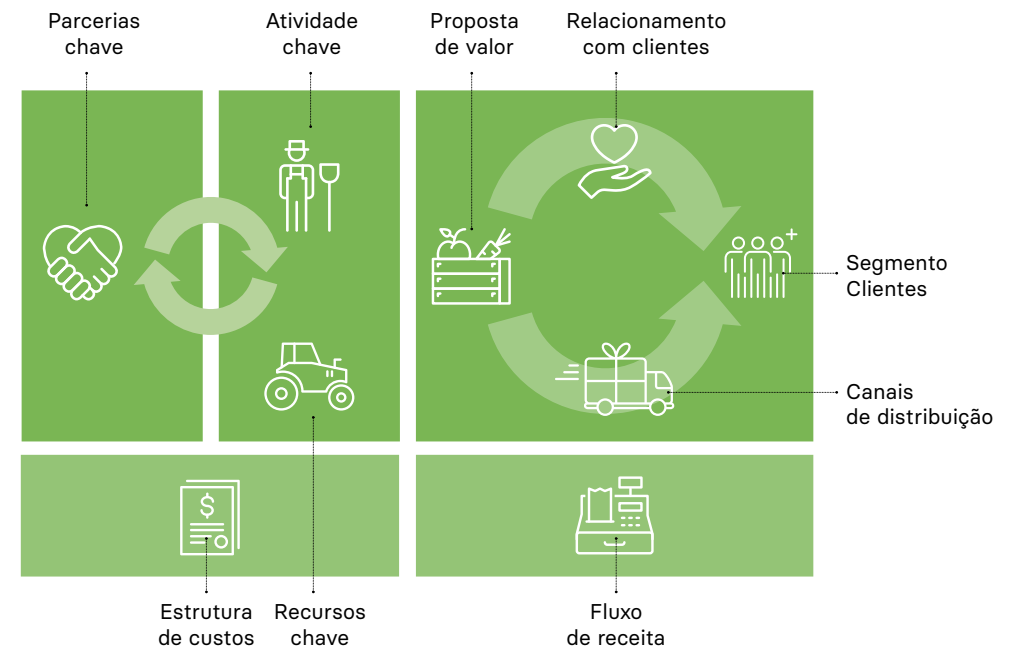 Parcerias
chave
Atividade
chave
Proposta
de valor
Relacionamento
com clientes
Segmento
Clientes
Canais
de distribuição
$
Estrutura
de custos
Recursos
chave
Fluxo
de receita